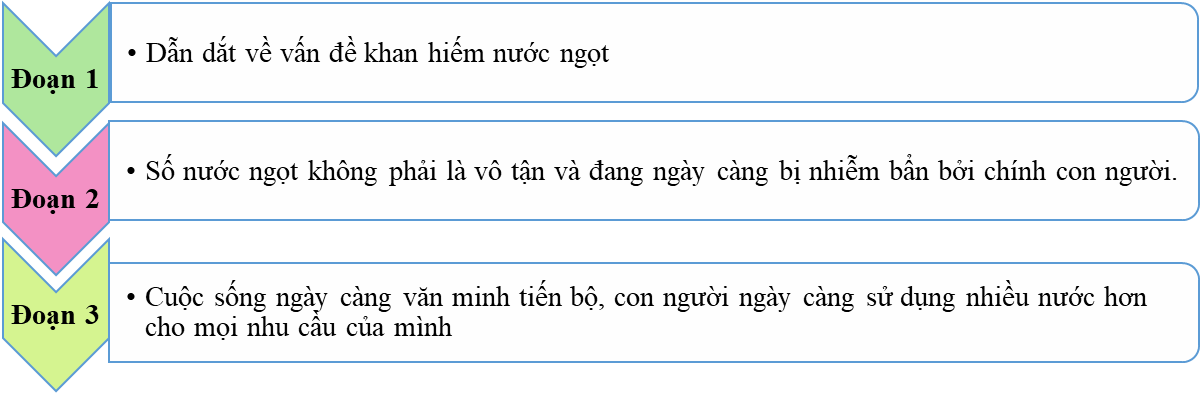 Đoạn 1
• Dẫn dắt về vấn đề khan hiếm nước ngọt
Đoạn 2
• Số nước ngọt không phải là vô tận và đang ngày càng bị nhiễm bẩn bởi chính con người.
Đoạn 3
• Cuộc sống ngày càng văn minh tiến bộ, con người ngày càng sử dụng nhiều nước hơn
cho mọi nhu cầu của mình